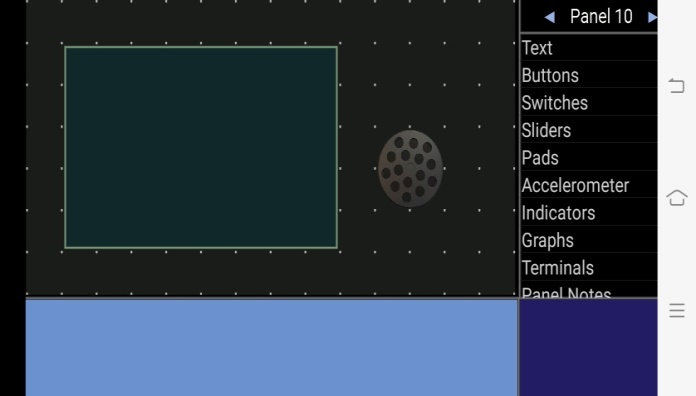 Panel 10
Text
Buttons
Switches
Sliders
Pads
Accelerometer
Indicators
Graphs
Terminals
Panel Notes